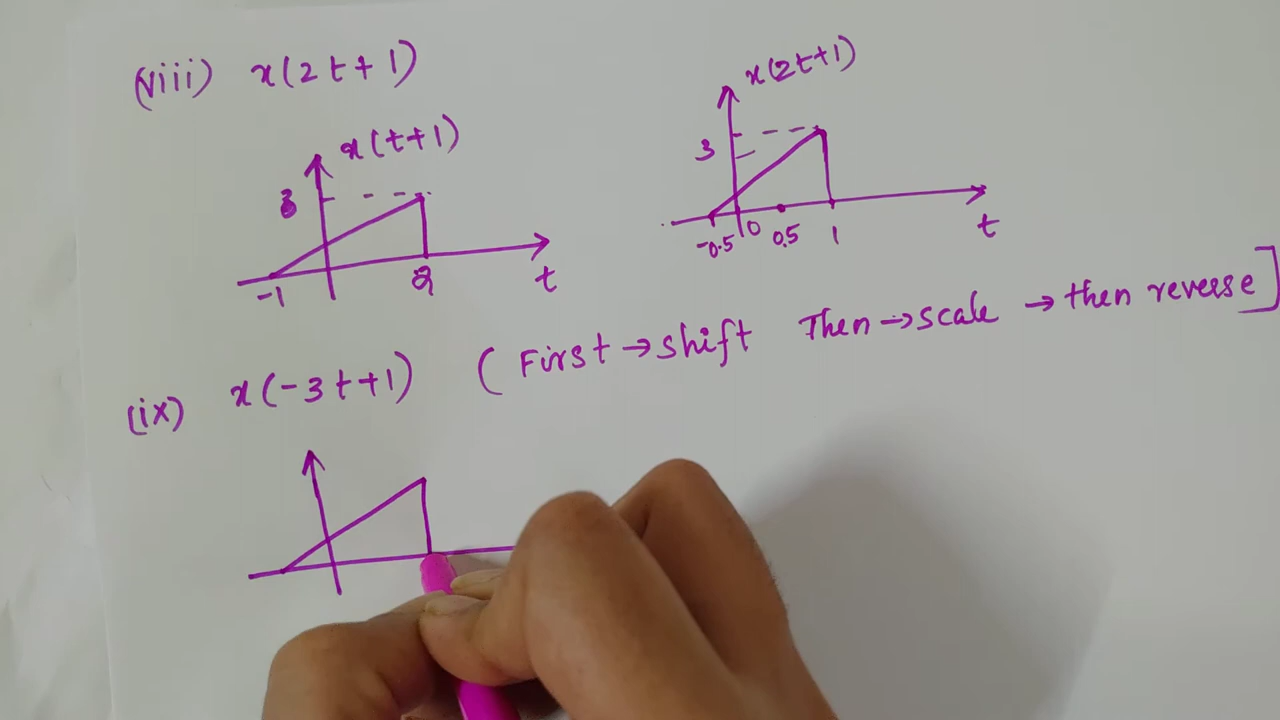 (viii) x(2t+1)
x(t+1)
3
-1 2 t
x(2t+1)
3
-0.5 0 0.5 1 t
(ix) x(-3t+1) (First→shift Then→scale →then reverse]